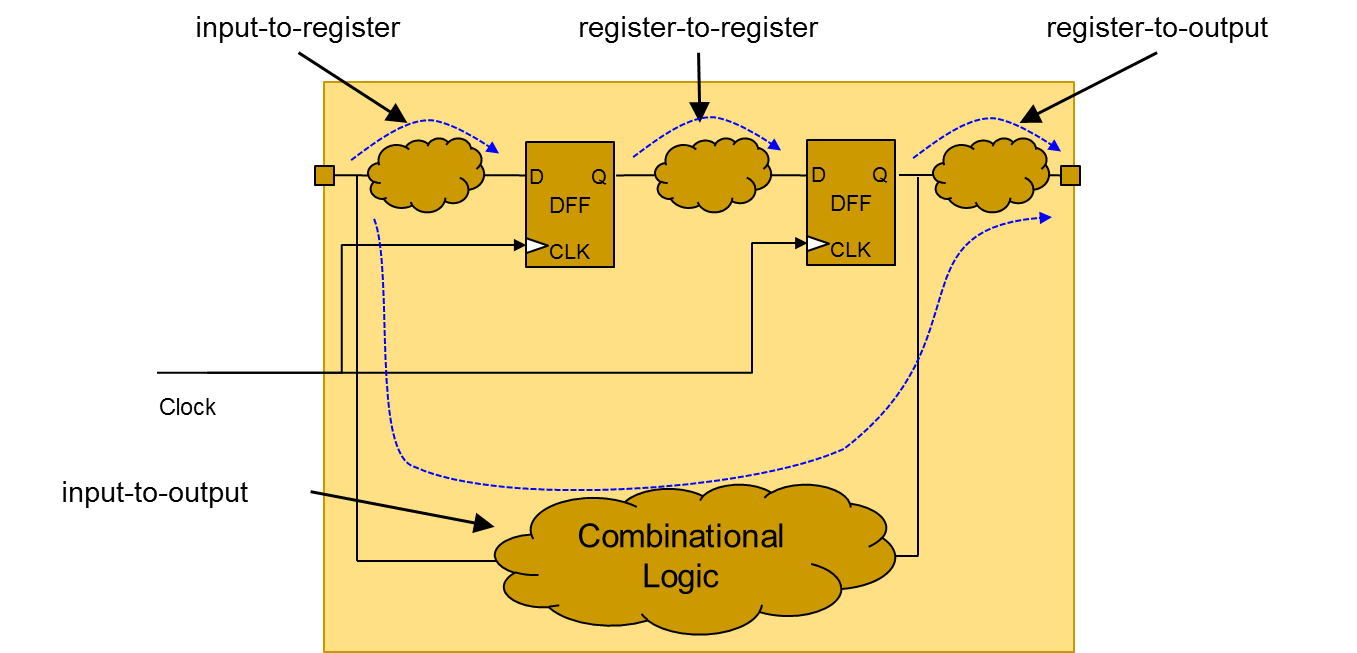 input-to-register
register-to-register
register-to-output
D
Q
DFF
CLK
D
Q
DFF
CLK
Clock
input-to-output
Combinational
Logic